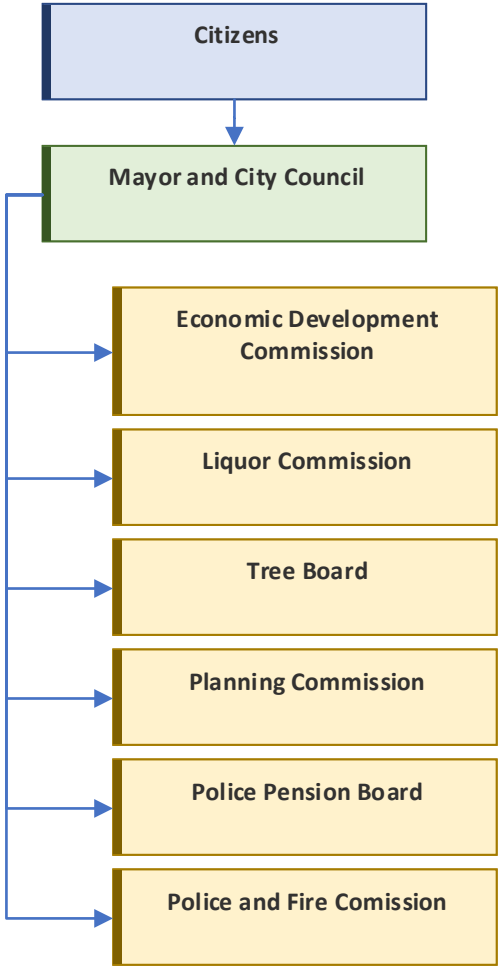 Citizens
Mayor and City Council
Economic Development
Commission
Liquor Commission
Tree Board
Planning Commission
Police Pension Board
Police and Fire Comission